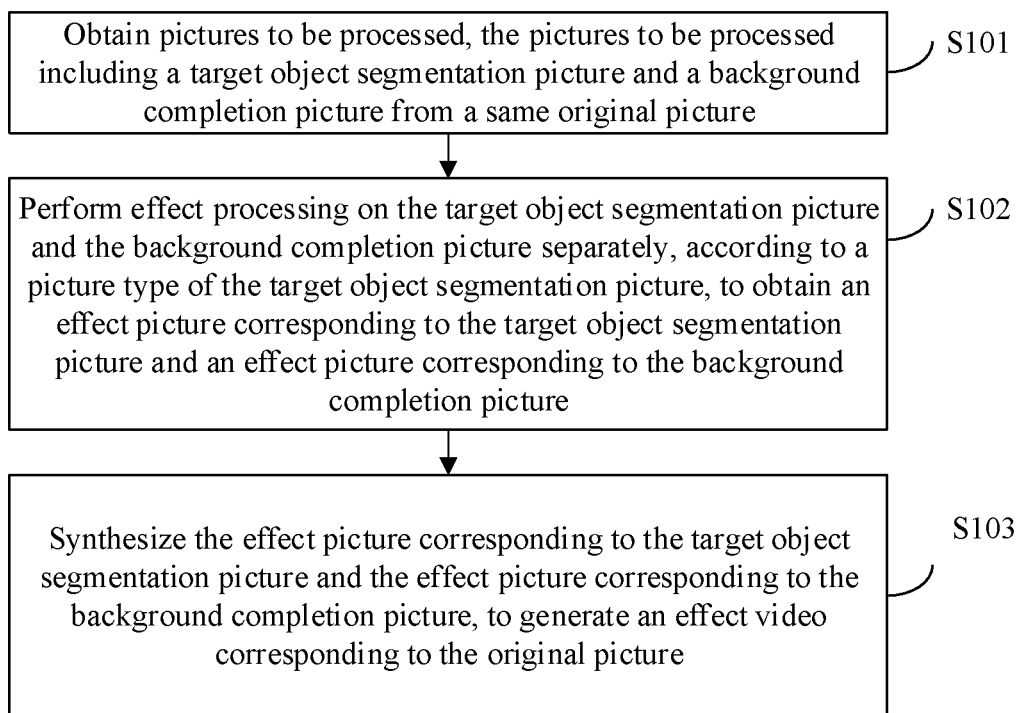 Obtain pictures to be processed, the pictures to be processed
including a target object segmentation picture and a background
completion picture from a same original picture
S101
Perform effect processing on the target object segmentation picture
and the background completion picture separately, according to a
picture type of the target object segmentation picture, to obtain an
effect picture corresponding to the target object segmentation
picture and an effect picture corresponding to the background
completion picture
S102
Synthesize the effect picture corresponding to the target object
segmentation picture and the effect picture corresponding to the
background completion picture, to generate an effect video
corresponding to the original picture
S103